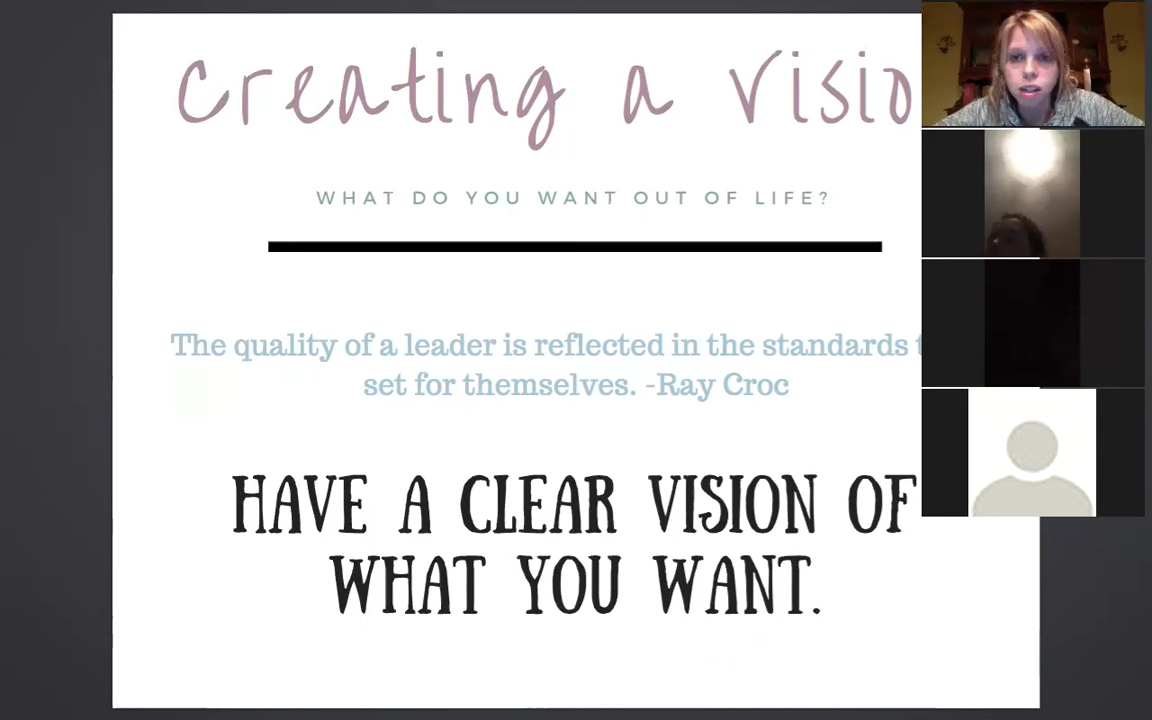 Creating a Visio
WHAT DO YOU WANT OUT OF LIFE?
The quality of a leader is reflected in the standards
set for themselves. -Ray Croc
HAVE A CLEAR VISION OF
WHAT YOU WANT.